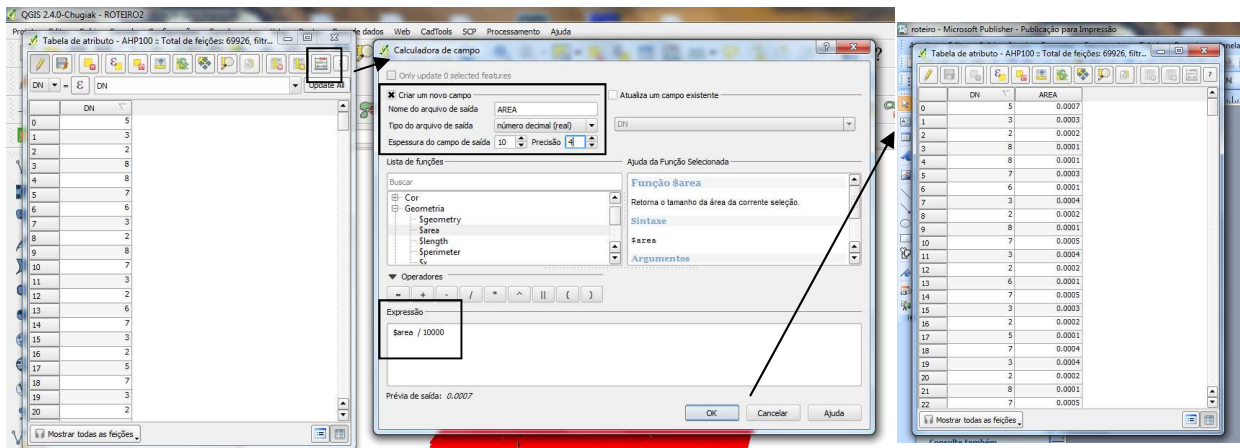 QGIS 2.4.0-Chugiak - ROTEIRO2
de dados Web CadTools SCP Processamento Ajuda
Tabela de atributo - AHP100 :: Total de feições: 69926, filtr...
DN = ε DN Update All
DN
0 5
1 3
2 2
3 8
4 8
5 7
6 6
7 3
8 2
9 8
10 7
11 3
12 2
13 6
14 7
15 3
16 2
17 5
18 7
19 3
20 2
Mostrar todas as feições
Calculadora de campo
Only update 0 selected features
Criar um novo campo
Nome do arquivo de saída AREA
Tipo do arquivo de saída número decimal (real)
Espessura do campo de saída 10 Precisão 4
Atualiza um campo existente
DN
Lista de funções
Buscar
Cor
Geometria
$geometry
$area
$length
$perimeter
$x
Ajuda da Função Selecionada
Função $area
Retorna o tamanho da área da corrente seleção.
Sintaxe
$area
Argumentos
Operadores
= + - / * ^ || ( )
Expressão
$area / 10000
Prévia de saída: 0.0007
OK Cancelar Ajuda
roteiro - Microsoft Publisher - Publicação para Impressão
Tabela de atributo - AHP100 :: Total de feições: 69926, filtr...
DN AREA
0 5 0.0007
1 3 0.0003
2 2 0.0002
3 8 0.0001
4 8 0.0001
5 7 0.0003
6 6 0.0001
7 3 0.0004
8 2 0.0002
9 8 0.0001
10 7 0.0005
11 3 0.0004
12 2 0.0002
13 6 0.0001
14 7 0.0005
15 3 0.0003
16 2 0.0002
17 5 0.0001
18 7 0.0004
19 3 0.0004
20 2 0.0002
21 8 0.0001
22 7 0.0005
Mostrar todas as feições
Consulte também